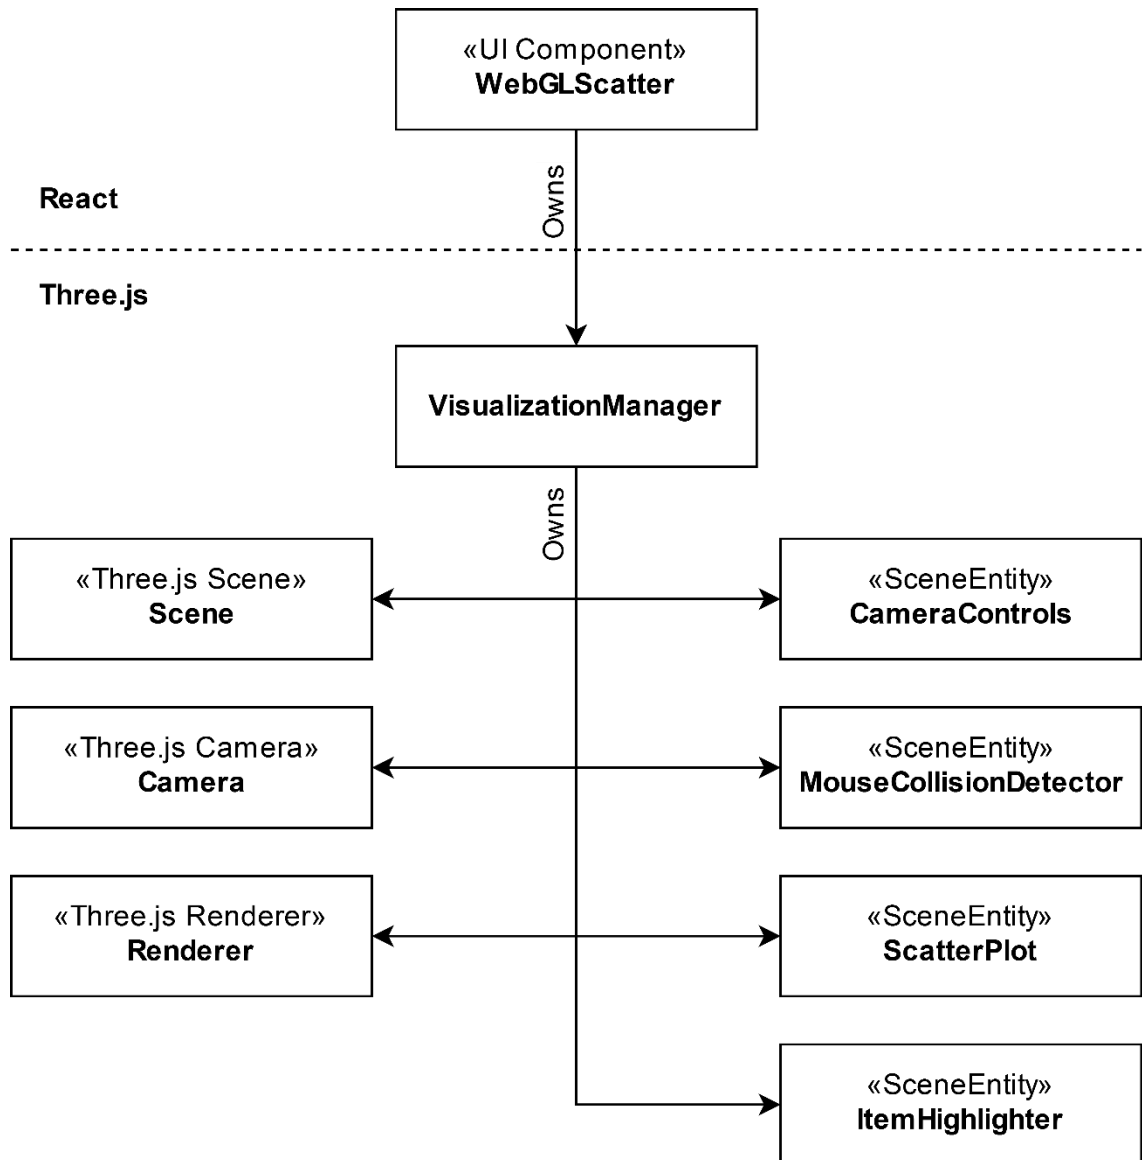 «UI Component»
WebGLScatter
Owns
React
Three.js
VisualizationManager
Owns
«Three.js Scene»
Scene
«SceneEntity»
CameraControls
«Three.js Camera»
Camera
«SceneEntity»
MouseCollisionDetector
«Three.js Renderer»
Renderer
«SceneEntity»
ScatterPlot
«SceneEntity»
ItemHighlighter